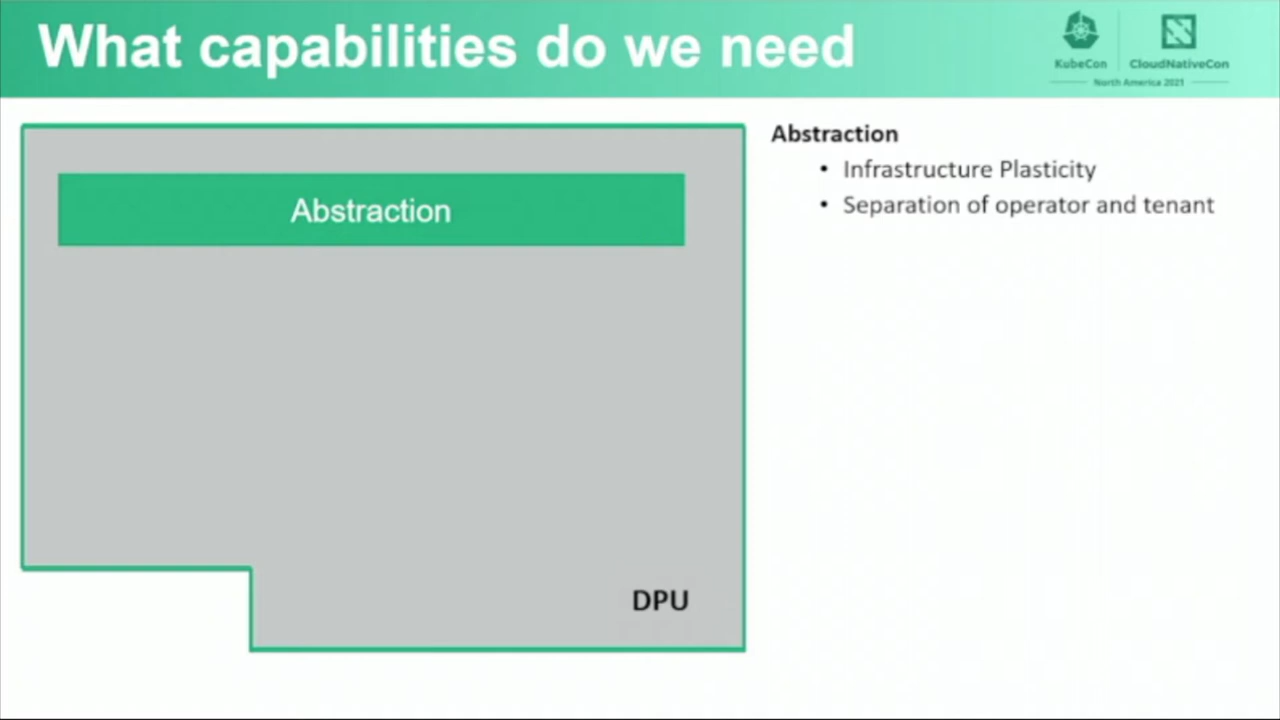 What capabilities do we need
KubeCon
CloudNativeCon
North America 2021
Abstraction
Abstraction
• Infrastructure Plasticity
• Separation of operator and tenant
DPU